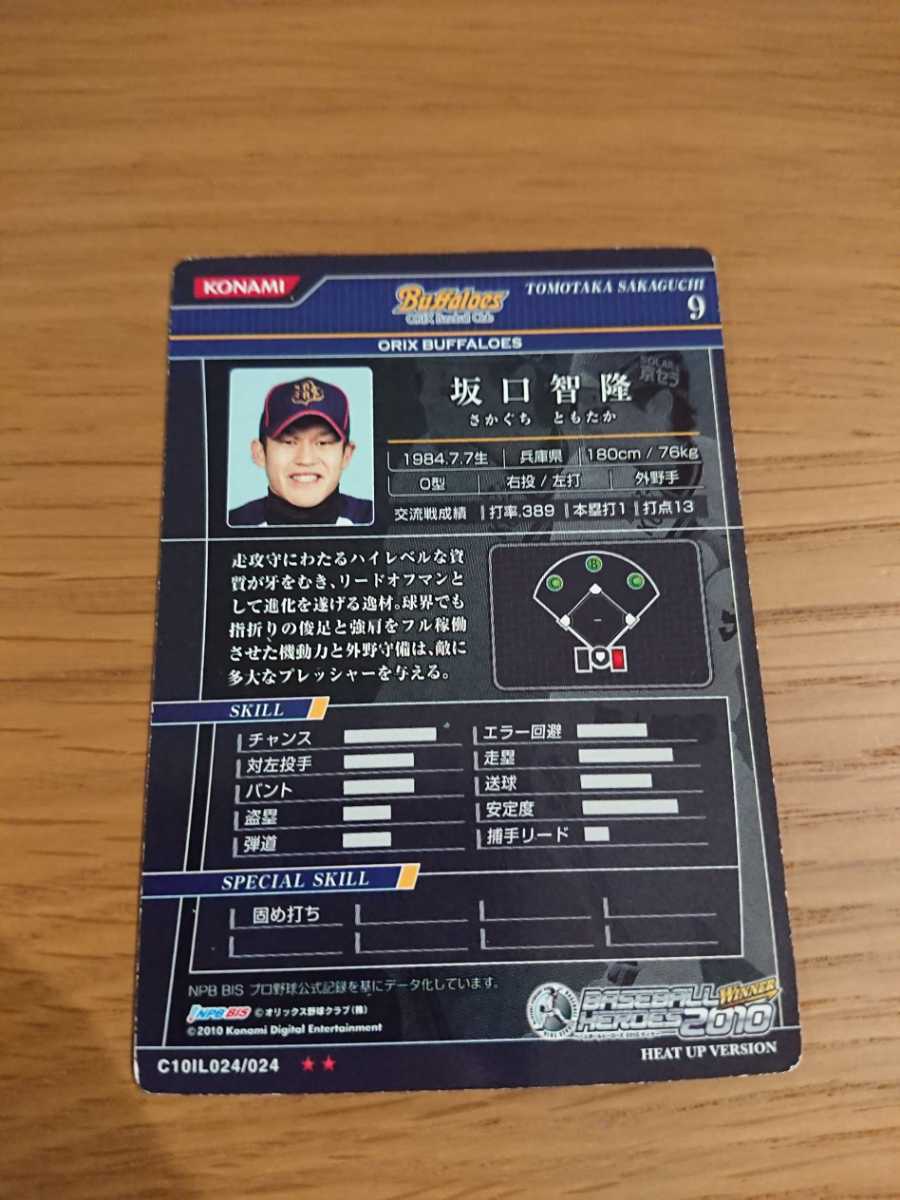 KONAMI
Buffaloes
ORIX Baseball Club
TOMOTAKA SAKAGUCHI
9
ORIX BUFFALOES
SOLAR
京セラ
坂口智隆
さかぐち ともたか
1984.7.7生 兵庫県 180cm / 76kg
O型 右投 / 左打 外野手
交流戦成績 打率.389 本塁打1 打点13
走攻守にわたるハイレベルな資
質が牙をむき、リードオフマンと
して進化を遂げる逸材。球界でも
指折りの俊足と強肩をフル稼働
させた機動力と外野守備は、敵に
多大なプレッシャーを与える。
B
C
C
SKILL
チャンス
対左投手
バント
盗塁
弾道
エラー回避
走塁
送球
安定度
捕手リード
SPECIAL SKILL
固め打ち
NPB BIS プロ野球公式記録を基にデータ化しています。
NPB BIS ©オリックス野球クラブ(株)
©2010 Konami Digital Entertainment
BASEBALL HEROES 2010 WINNER
HEAT UP VERSION
C10IL024/024 ★★